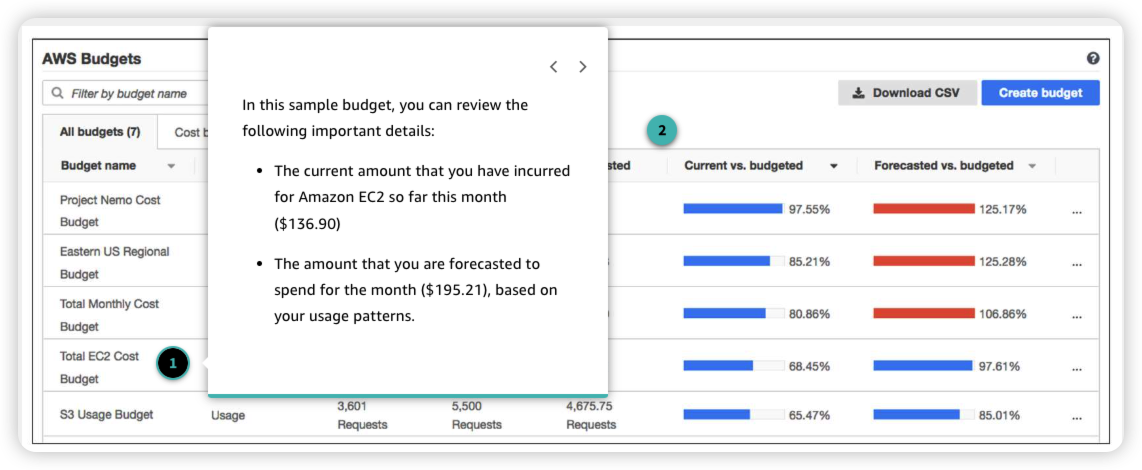 AWS Budgets
Filter by budget name
Download CSV
Create budget
All budgets (7)
Cost b
2
Budget name
sted
Current vs. budgeted
Forecasted vs. budgeted
Project Nemo Cost
Budget
97.55%
125.17%
...
Eastern US Regional
Budget
85.21%
125.28%
...
Total Monthly Cost
Budget
80.86%
106.86%
...
Total EC2 Cost
Budget
1
68.45%
97.61%
...
In this sample budget, you can review the
following important details:
• The current amount that you have incurred
for Amazon EC2 so far this month
($136.90)
• The amount that you are forecasted to
spend for the month ($195.21), based on
your usage patterns.
S3 Usage Budget
Usage
3,601
Requests
5,500
Requests
4,675.75
Requests
65.47%
85.01%
...